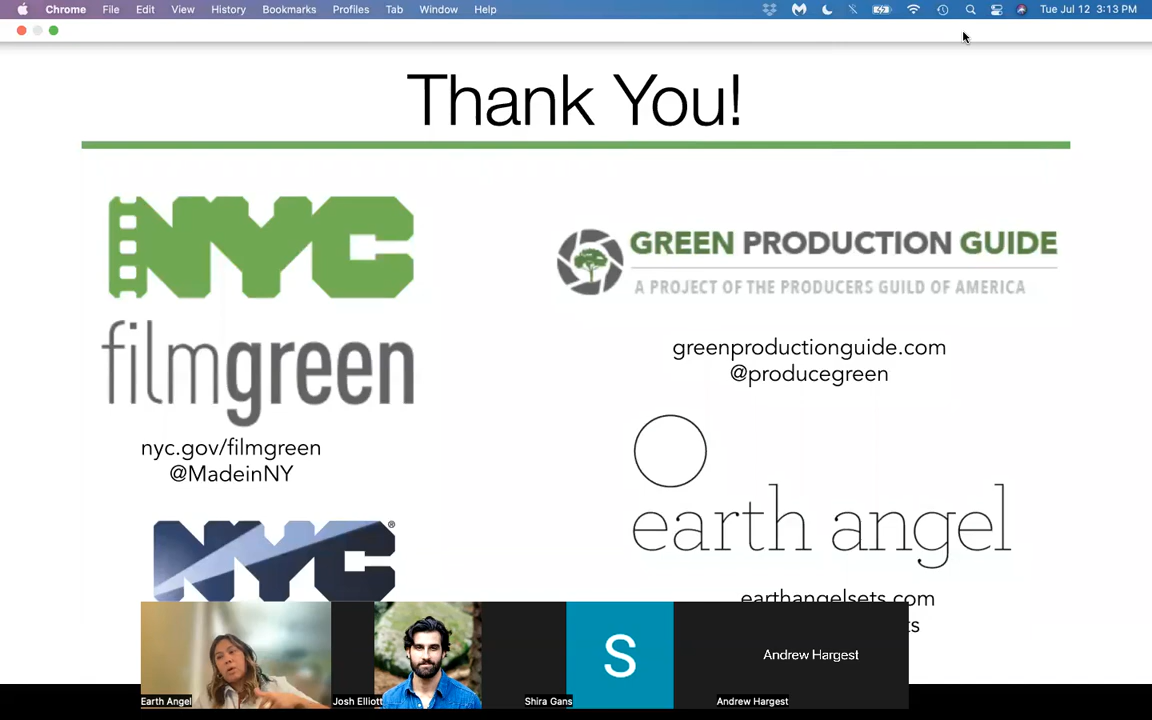 Chrome File Edit View History Bookmarks Profiles Tab Window Help Tue Jul 12 3:13 PM
Thank You!
NYC
filmgreen
nyc.gov/filmgreen
@MadeinNY
NYC®
GREEN PRODUCTION GUIDE
A PROJECT OF THE PRODUCERS GUILD OF AMERICA
greenproductionguide.com
@producegreen
earth angel
earthangelsets.com
ts
S
Andrew Hargest
Earth Angel
Josh Elliott
Shira Gans
Andrew Hargest